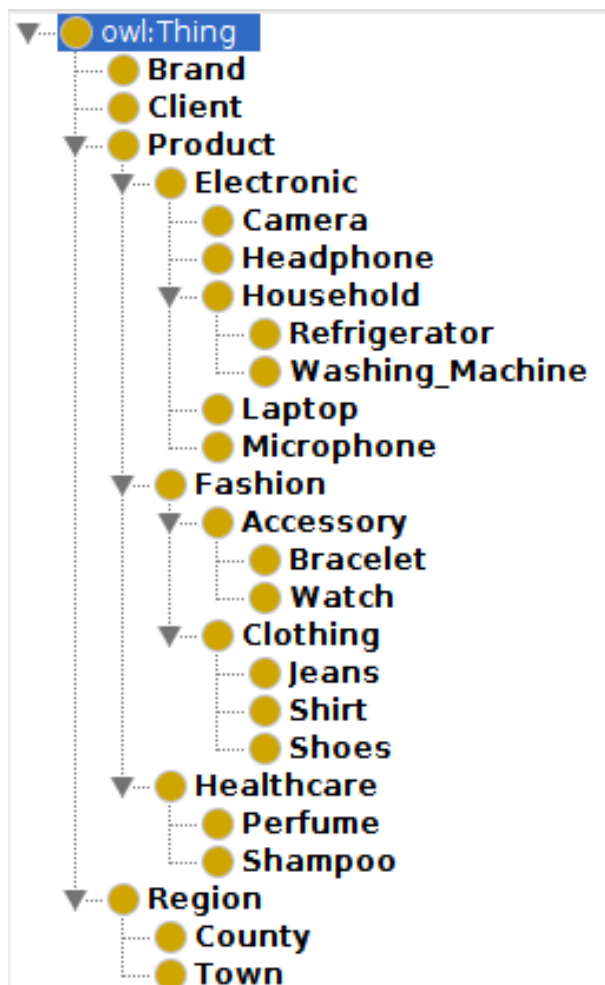 owl:Thing
Brand
Client
Product
Electronic
Camera
Headphone
Household
Refrigerator
Washing_Machine
Laptop
Microphone
Fashion
Accessory
Bracelet
Watch
Clothing
Jeans
Shirt
Shoes
Healthcare
Perfume
Shampoo
Region
County
Town